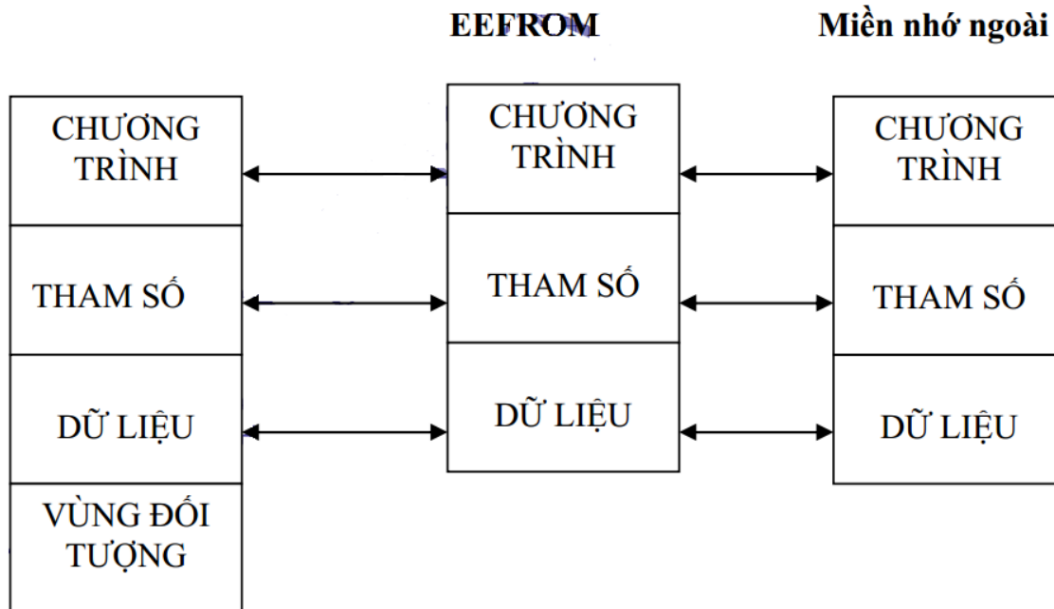 EEFROM
Miền nhớ ngoài
CHƯƠNG
TRÌNH
THAM SỐ
DỮ LIỆU
VÙNG ĐỐI
TƯỢNG
CHƯƠNG
TRÌNH
THAM SỐ
DỮ LIỆU
CHƯƠNG
TRÌNH
THAM SỐ
DỮ LIỆU